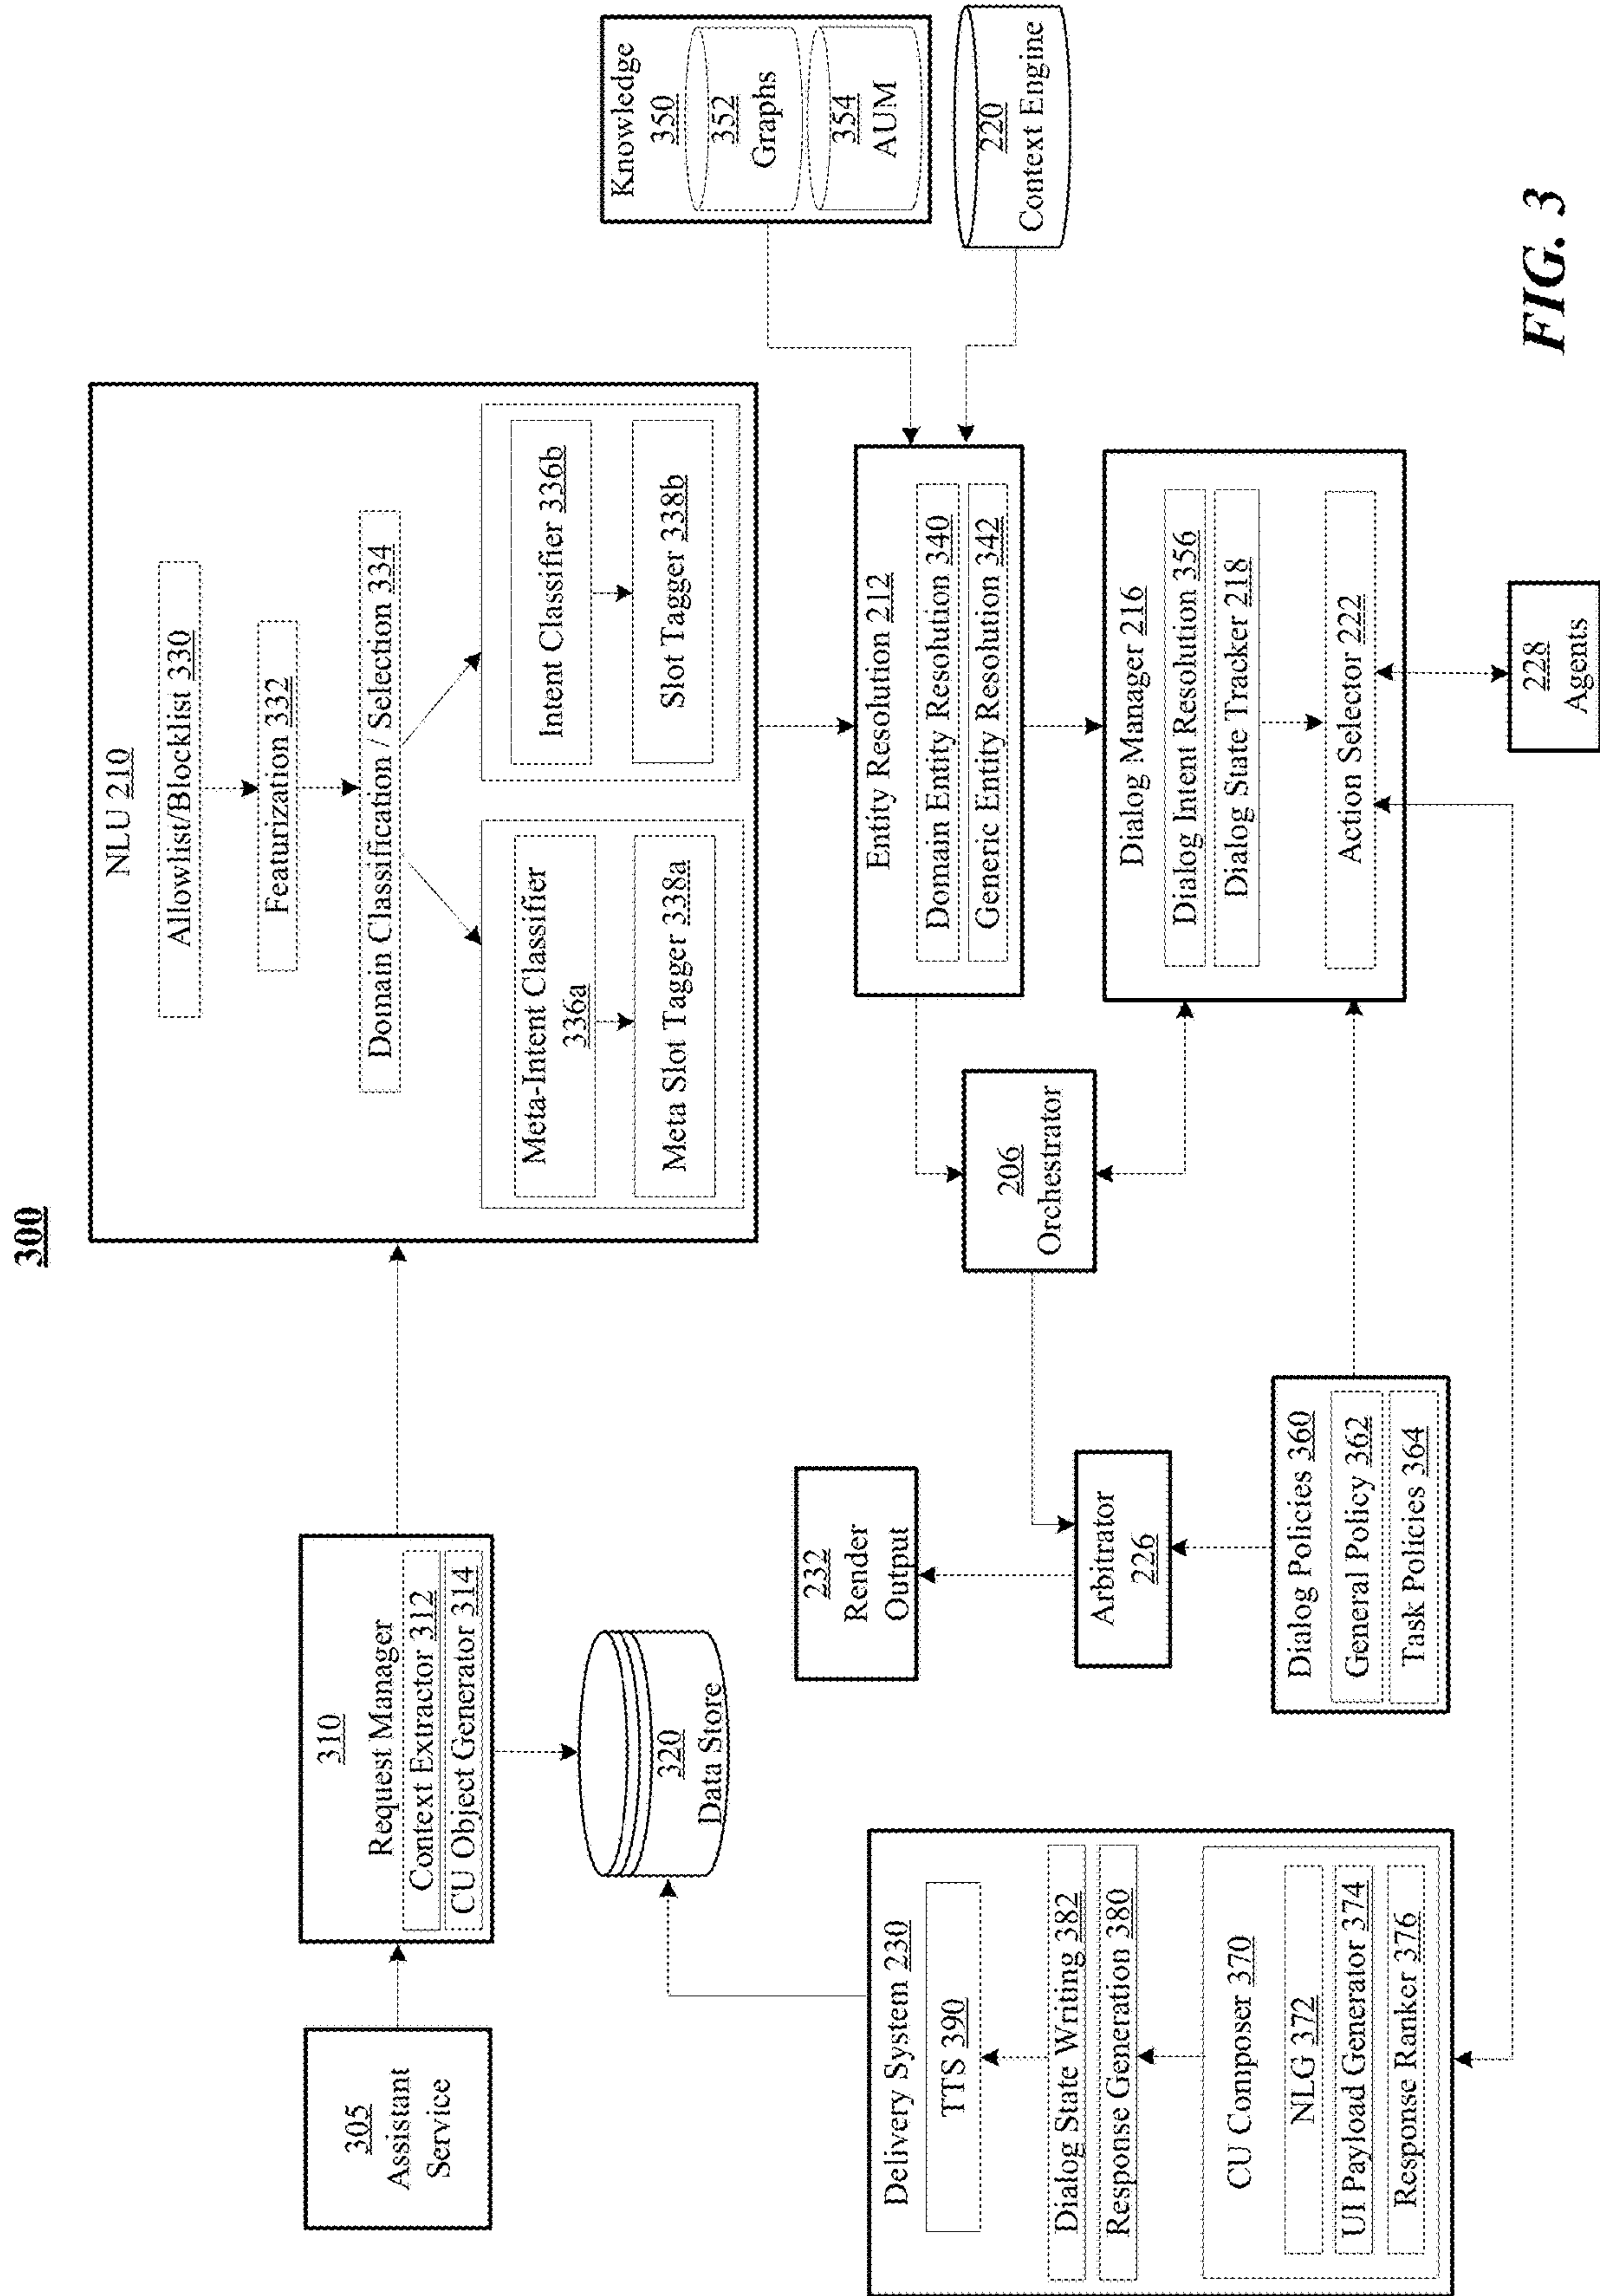 300
305
Assistant
Service
310
Request Manager
Context Extractor 312
CU Object Generator 314
320
Data Store
NLU 210
Allowlist/Blocklist 330
Featurization 332
Domain Classification / Selection 334
Meta-Intent Classifier
336a
Meta Slot Tagger 338a
Intent Classifier 336b
Slot Tagger 338b
Knowledge
350
352
Graphs
354
AUM
220
Context Engine
Entity Resolution 212
Domain Entity Resolution 340
Generic Entity Resolution 342
206
Orchestrator
Dialog Manager 216
Dialog Intent Resolution 356
Dialog State Tracker 218
Action Selector 222
228
Agents
232
Render
Output
Arbitrator
226
Dialog Policies 360
General Policy 362
Task Policies 364
Delivery System 230
TTS 390
Dialog State Writing 382
Response Generation 380
CU Composer 370
NLG 372
UI Payload Generator 374
Response Ranker 376
FIG. 3